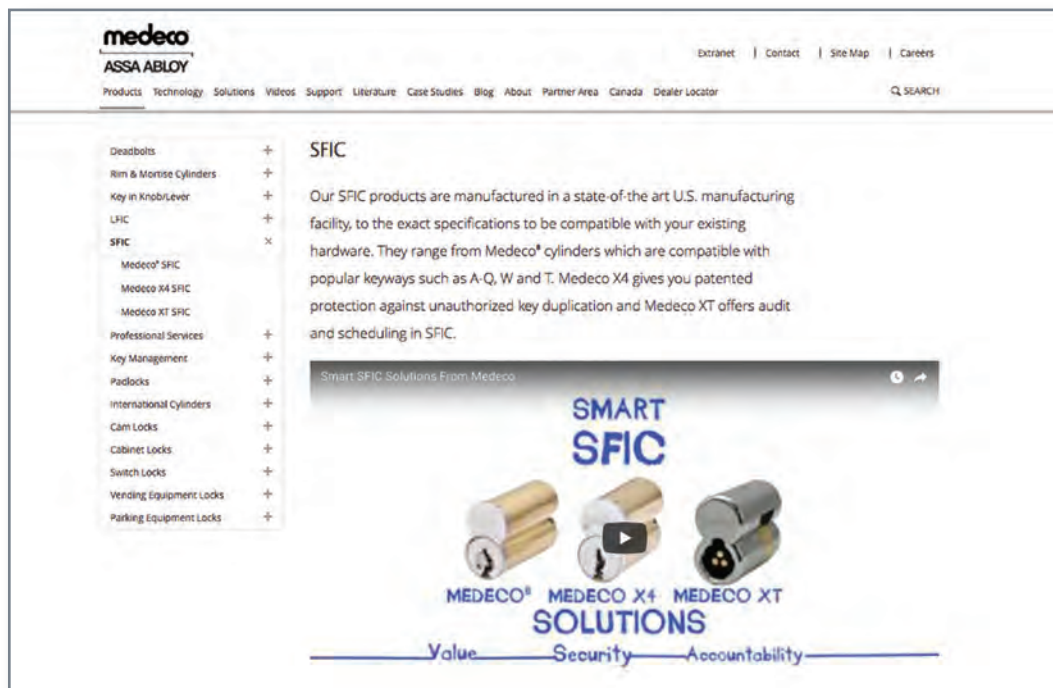 medeco
ASSA ABLOY
Extranet | Contact | Site Map | Careers
Products Technology Solutions Videos Support Literature Case Studies Blog About Partner Area Canada Dealer Locator SEARCH
Deadbolts +
Rim & Mortise Cylinders +
Key in Knob/Lever +
LFIC +
SFIC ×
Medeco® SFIC
Medeco X4 SFIC
Medeco XT SFIC
Professional Services +
Key Management +
Padlocks +
International Cylinders +
Cam Locks +
Cabinet Locks +
Switch Locks +
Vending Equipment Locks +
Parking Equipment Locks +
SFIC
Our SFIC products are manufactured in a state-of-the art U.S. manufacturing
facility, to the exact specifications to be compatible with your existing
hardware. They range from Medeco® cylinders which are compatible with
popular keyways such as A-Q, W and T. Medeco X4 gives you patented
protection against unauthorized key duplication and Medeco XT offers audit
and scheduling in SFIC.
Smart SFIC Solutions From Medeco
SMART
SFIC
MEDECO® MEDECO X4 MEDECO XT
SOLUTIONS
Value Security Accountability